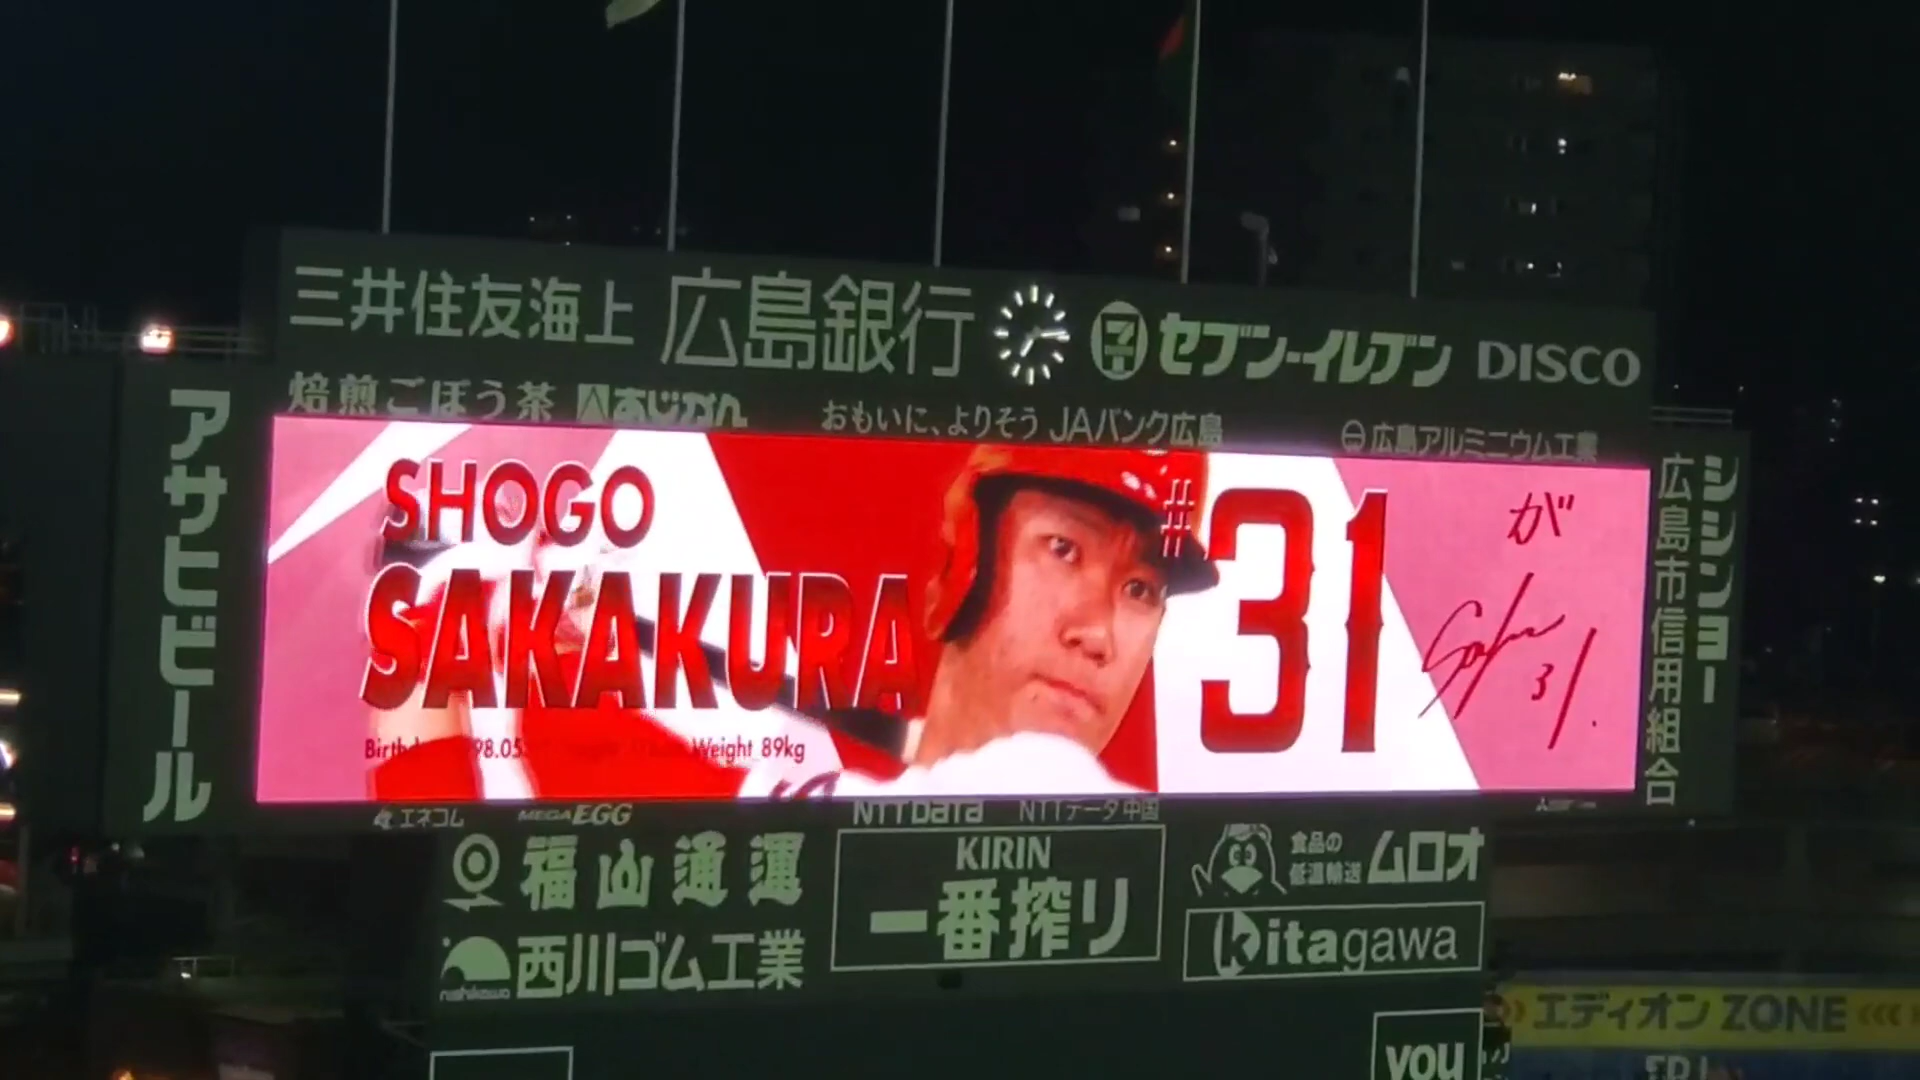 三井住友海上 広島銀行 セブン-イレブン DISCO
焙煎ごぼう茶 あじかん おもいに、よりそう JAバンク広島 広島アルミニウム工業
アサヒビール
SHOGO
SAKAKURA
#31
が
31
Weight 89kg
シシンヨー
広島市信用組合
エネコム MEGA EGG NTT DATA NTTデータ中国
福山通運
西川ゴム工業
nishikawa
KIRIN
一番搾り
食品の
低温輸送
ムロオ
kitagawa
エディオン ZONE
you